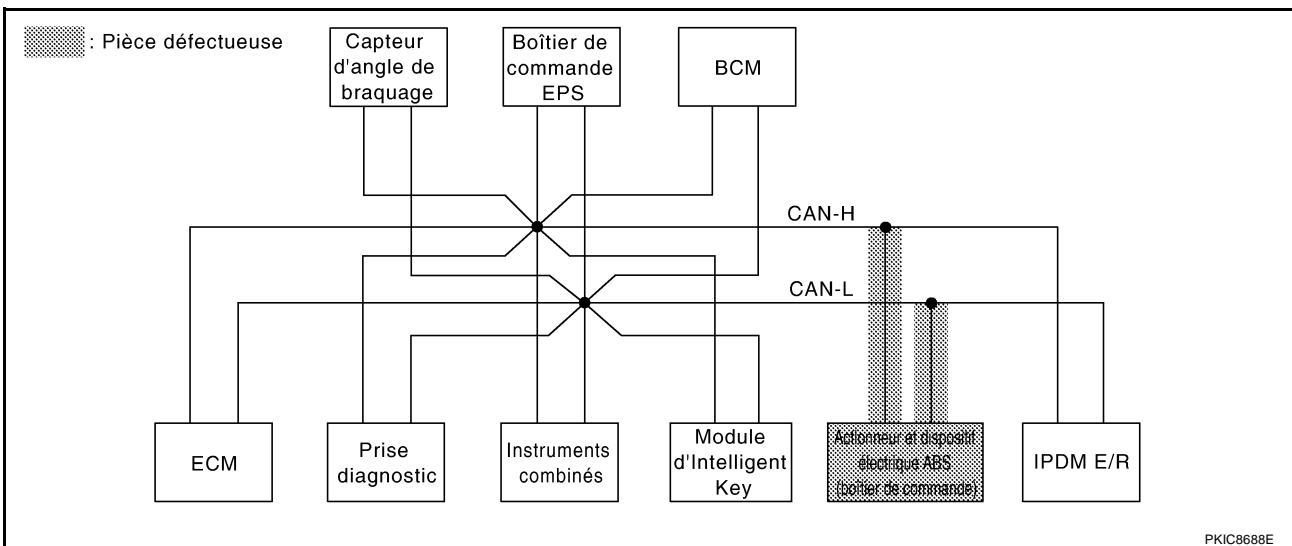 : Pièce défectueuse
Capteur
d'angle de
braquage
Boîtier de
commande
EPS
BCM
CAN-H
CAN-L
ECM
Prise
diagnostic
Instruments
combinés
Module
d'Intelligent
Key
Actionneur et dispositif
électrique ABS
(boîtier de commande)
IPDM E/R
PKIC8688E